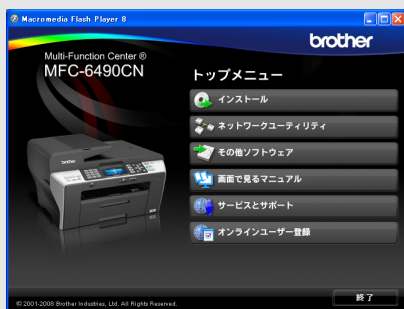 Macromedia Flash Player 8
brother
Multi-Function Center ®
MFC-6490CN
brother
トップメニュー
インストール
ネットワークユーティリティ
その他ソフトウェア
画面で見るマニュアル
サービスとサポート
オンラインユーザー登録
© 2001-2008 Brother Industries, Ltd. All Rights Reserved.
終了